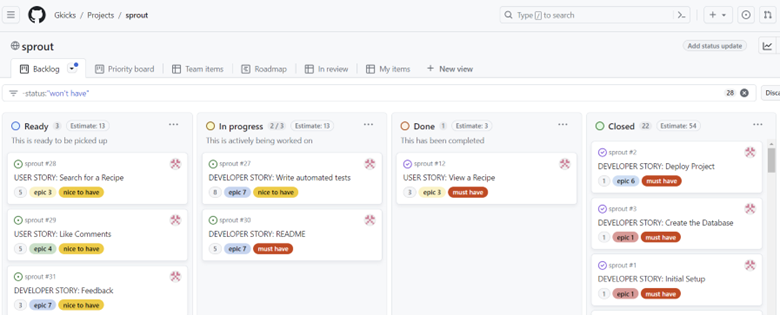 Gkicks / Projects / sprout
Type / to search
sprout
Add status update
Backlog
Priority board
Team items
Roadmap
In review
My items
+ New view
-status:"won't have"
28
Disca
Ready 3 Estimate: 13
This is ready to be picked up
sprout #28
USER STORY: Search for a Recipe
5 epic 3 nice to have
sprout #29
USER STORY: Like Comments
5 epic 4 nice to have
sprout #31
DEVELOPER STORY: Feedback
3 epic 7 nice to have
In progress 2 / 3 Estimate: 13
This is actively being worked on
sprout #27
DEVELOPER STORY: Write automated tests
8 epic 7 nice to have
sprout #30
DEVELOPER STORY: README
5 epic 7 must have
Done 1 Estimate: 3
This has been completed
sprout #12
USER STORY: View a Recipe
3 epic 3 must have
Closed 22 Estimate: 54
sprout #2
DEVELOPER STORY: Deploy Project
1 epic 6 must have
sprout #3
DEVELOPER STORY: Create the Database
1 epic 1 must have
sprout #1
DEVELOPER STORY: Initial Setup
1 epic 1 must have